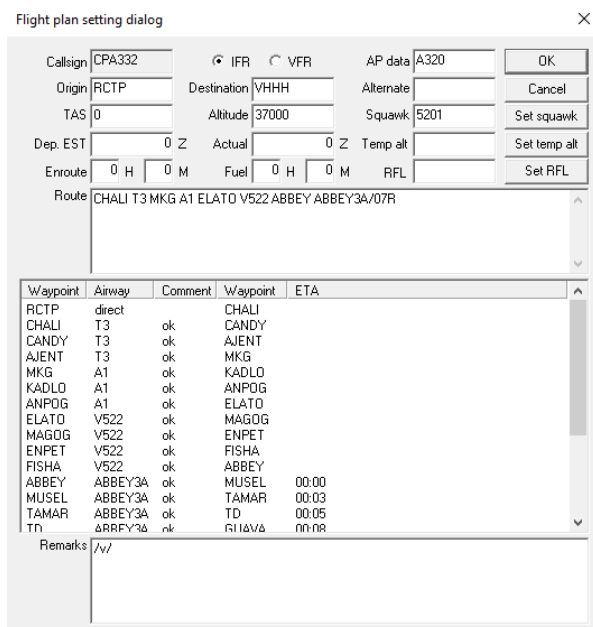 Flight plan setting dialog
Callsign CPA332 IFR VFR AP data A320 OK
Origin RCTP Destination VHHH Alternate Cancel
TAS 0 Altitude 37000 Squawk 5201 Set squawk
Dep. EST 0 Z Actual 0 Z Temp alt Set temp alt
Enroute 0 H 0 M Fuel 0 H 0 M RFL Set RFL
Route CHALI T3 MKG A1 ELATO V522 ABBEY ABBEY3A/07R
Waypoint Airway Comment Waypoint ETA
RCTP direct CHALI
CHALI T3 ok CANDY
CANDY T3 ok AJENT
AJENT T3 ok MKG
MKG A1 ok KADLO
KADLO A1 ok ANPOG
ANPOG A1 ok ELATO
ELATO V522 ok MAGOG
MAGOG V522 ok ENPET
ENPET V522 ok FISHA
FISHA V522 ok ABBEY
ABBEY ABBEY3A ok MUSEL 00:00
MUSEL ABBEY3A ok TAMAR 00:03
TAMAR ABBEY3A ok TD 00:05
TD ABBEY3A ok GUAVA 00:08
Remarks /v/